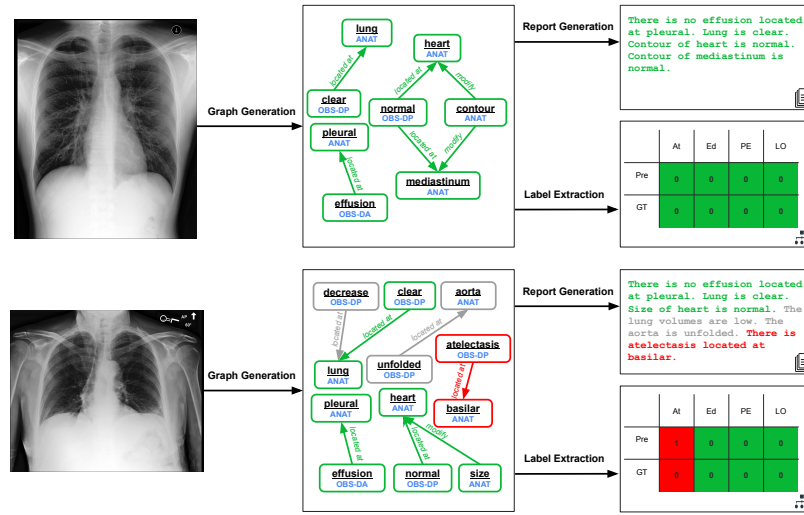 Graph Generation
lung
ANAT
heart
ANAT
located at
located at
modify
clear
OBS-DP
normal
OBS-DP
contour
ANAT
pleural
ANAT
located at
located at
modify
mediastinum
ANAT
effusion
OBS-DA
Report Generation
There is no effusion located
at pleural. Lung is clear.
Contour of heart is normal.
Contour of mediastinum is
normal.
Label Extraction
At Ed PE LO
Pre 0 0 0 0
GT 0 0 0 0
AP
60°
Graph Generation
decrease
OBS-DP
clear
OBS-DP
aorta
ANAT
located at
located at
located at
atelectasis
OBS-DP
lung
ANAT
unfolded
OBS-DP
located at
pleural
ANAT
heart
ANAT
basilar
ANAT
located at
located at
modify
effusion
OBS-DA
normal
OBS-DP
size
ANAT
Report Generation
There is no effusion located
at pleural. Lung is clear.
Size of heart is normal. The
lung volumes are low. The
aorta is unfolded. There is
atelectasis located at
basilar.
Label Extraction
At Ed PE LO
Pre 1 0 0 0
GT 0 0 0 0